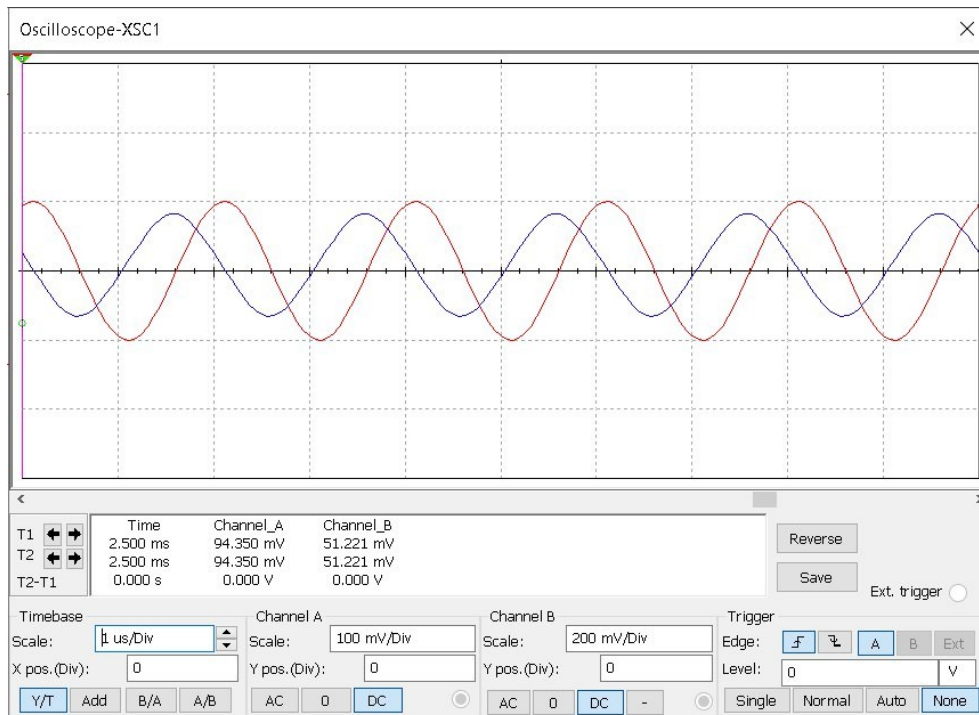 Oscilloscope-XSC1
Time Channel_A Channel_B
T1 2.500 ms 94.350 mV 51.221 mV
T2 2.500 ms 94.350 mV 51.221 mV
T2-T1 0.000 s 0.000 V 0.000 V
Reverse
Save
Ext. trigger
Timebase
Scale: 1 us/Div
X pos.(Div): 0
Y/T Add B/A A/B
Channel A
Scale: 100 mV/Div
Y pos.(Div): 0
AC 0 DC
Channel B
Scale: 200 mV/Div
Y pos.(Div): 0
AC 0 DC -
Trigger
Edge: A B Ext
Level: 0 V
Single Normal Auto None